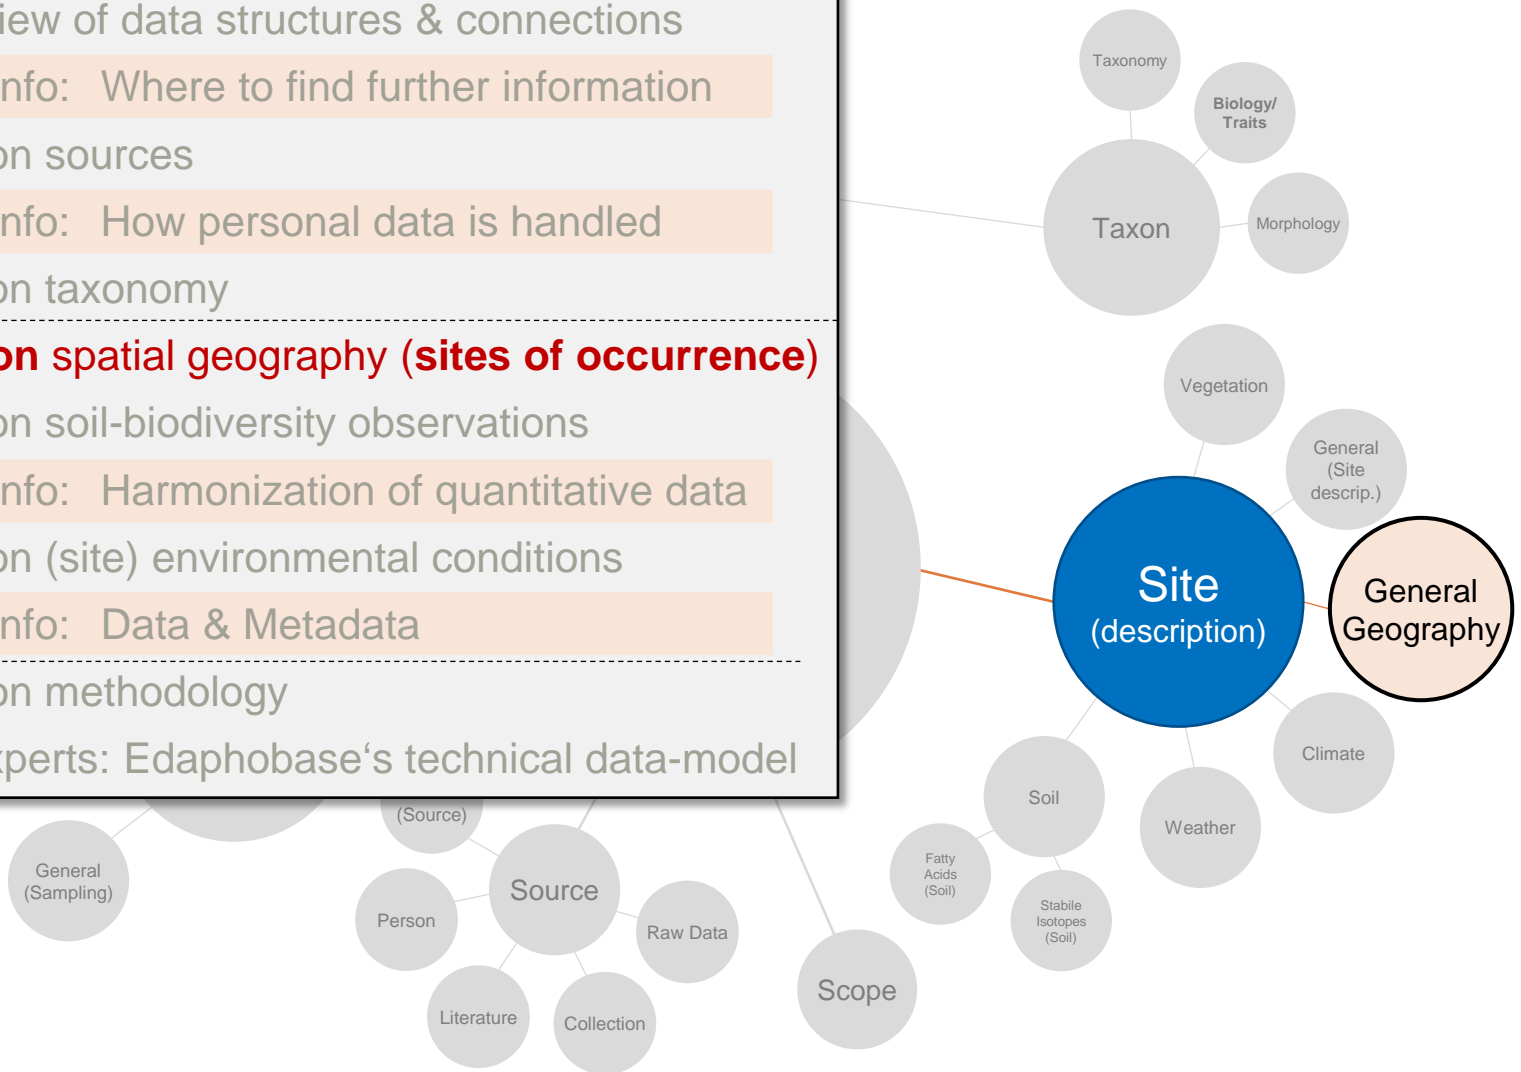 iew of data structures & connections
nfo: Where to find further information
on sources
nfo: How personal data is handled
on taxonomy
on spatial geography (sites of occurrence)
on soil-biodiversity observations
nfo: Harmonization of quantitative data
on (site) environmental conditions
nfo: Data & Metadata
on methodology
xperts: Edaphobase‘s technical data-model
Taxonomy
Biology/
Traits
Taxon
Morphology
Vegetation
General
(Site
descrip.)
Site
(description)
General
Geography
Climate
Soil
Weather
Fatty
Acids
(Soil)
Stabile
Isotopes
(Soil)
(Source)
General
(Sampling)
Source
Person
Raw Data
Literature
Collection
Scope